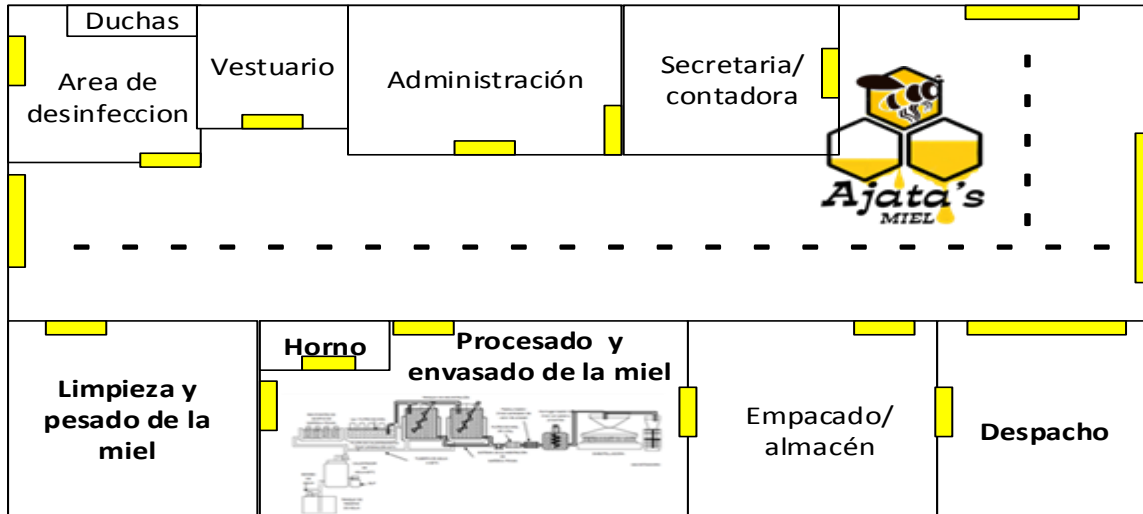 Duchas
Area de
desinfeccion
Vestuario
Administración
Secretaria/
contadora
Ajata's
MIEL
Limpieza y
pesado de la
miel
Horno
Procesado y
envasado de la miel
Empacado/
almacén
Despacho